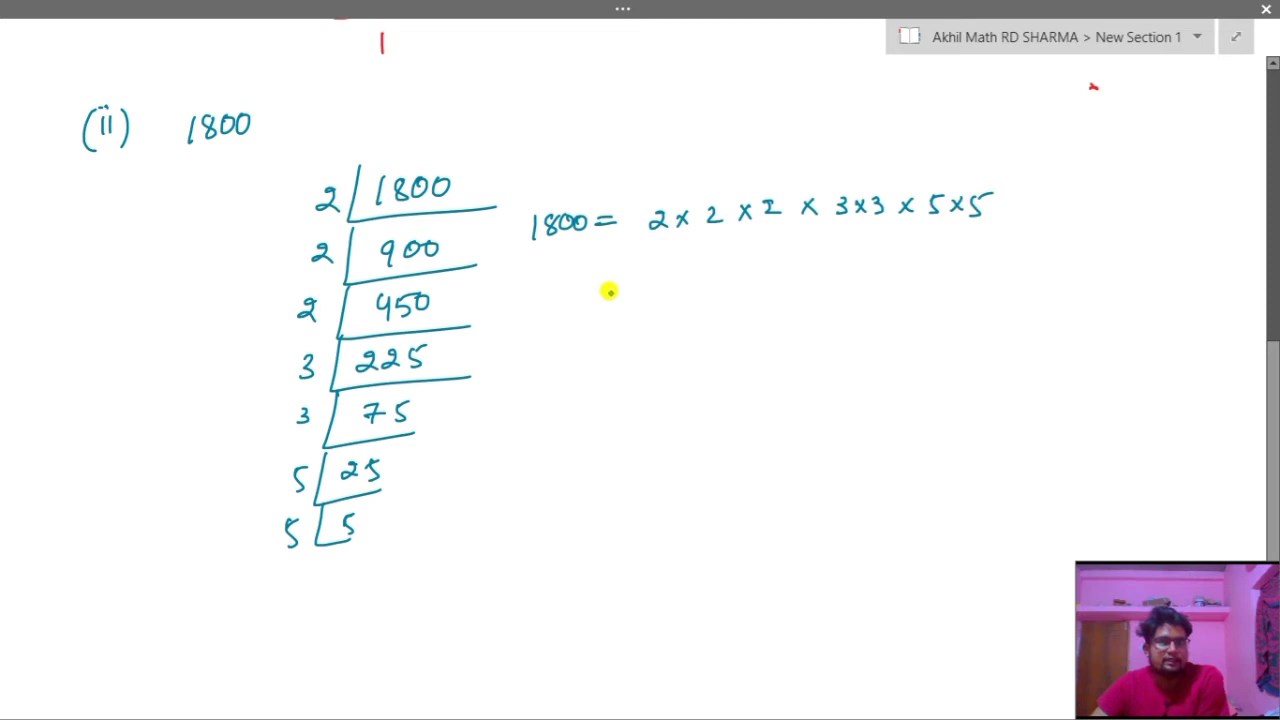 Akhil Math RD SHARMA > New Section 1
1
(ii) 1800
2 1800
1800 = 2 × 2 × 2 × 3 × 3 × 5 × 5
2 900
2 450
3 225
3 75
5 25
5 5